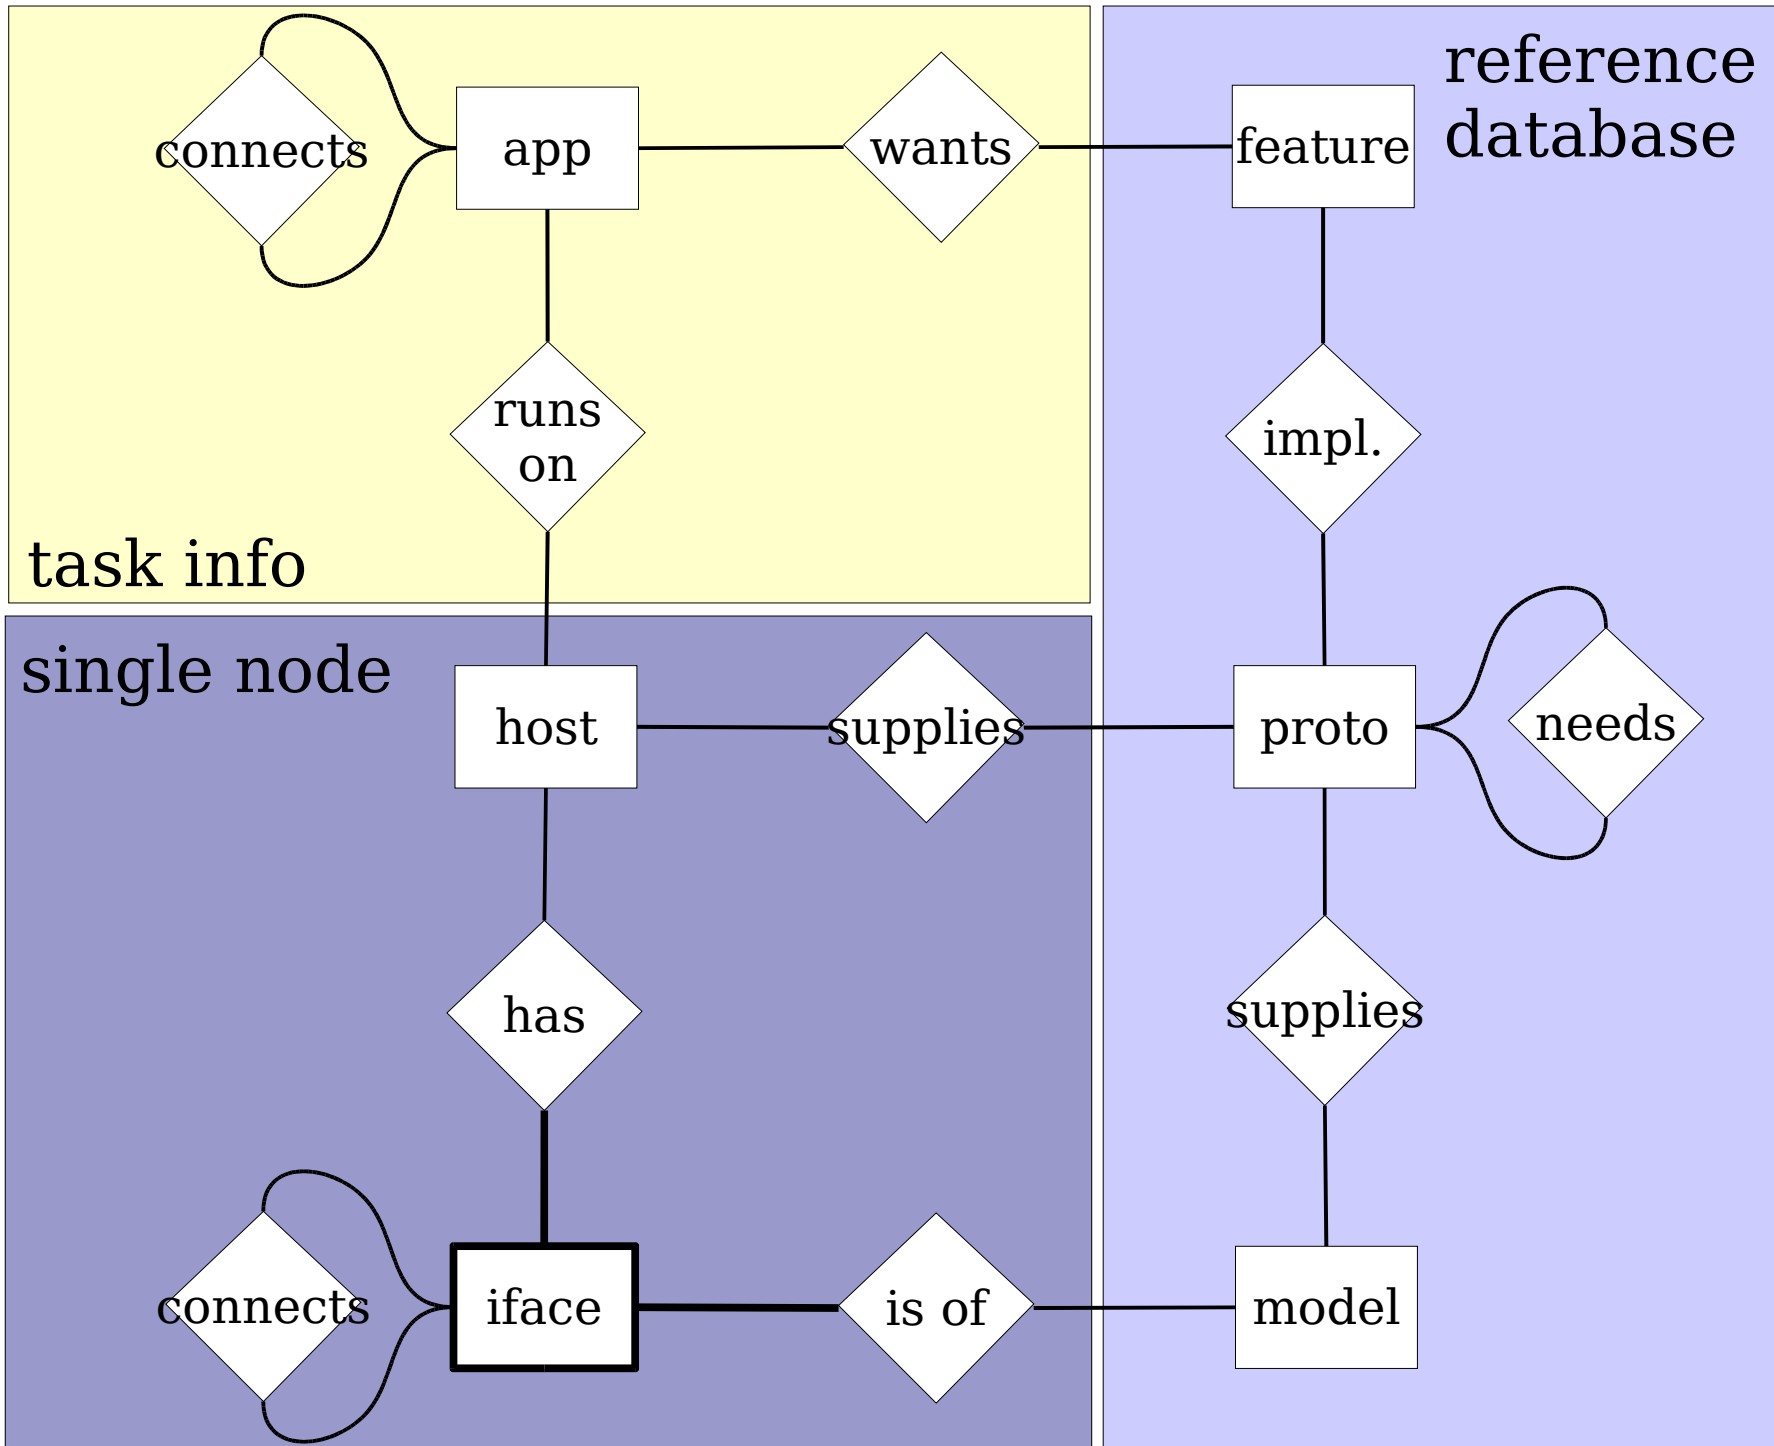 reference
database
connects
app
wants
feature
runs
on
impl.
task info
single node
host
supplies
proto
needs
has
supplies
connects
iface
is of
model